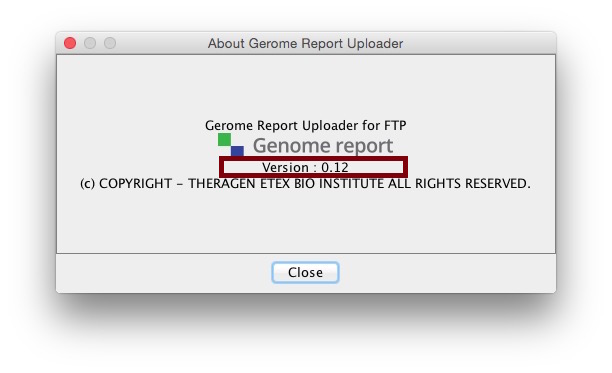 About Gerome Report Uploader
Gerome Report Uploader for FTP
Genome report
Version : 0.12
(c) COPYRIGHT - THERAGEN ETEX BIO INSTITUTE ALL RIGHTS RESERVED.
Close